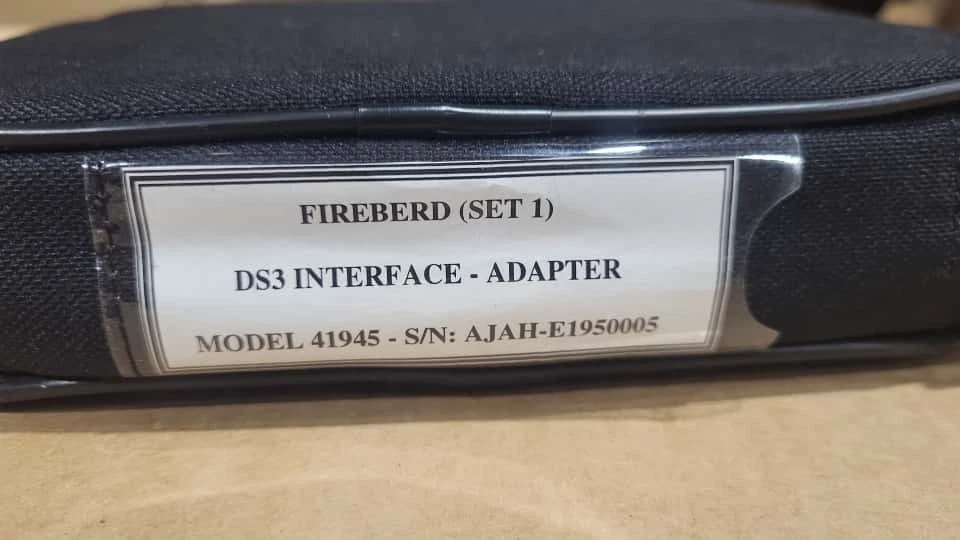 FIREBERD (SET 1)
DS3 INTERFACE - ADAPTER
MODEL 41945 - S/N: AJAH-E1950005